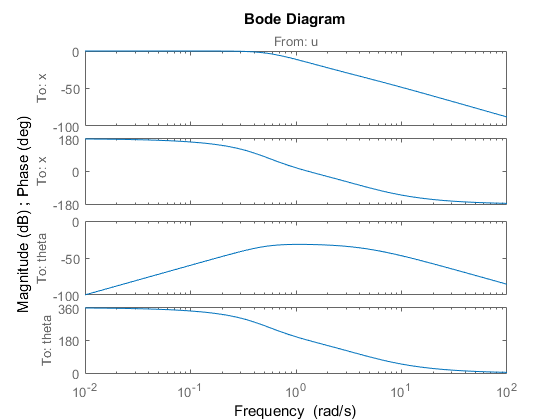 Bode Diagram
From: u
Magnitude (dB) ; Phase (deg)
To: x
0
-50
-100
To: x
180
0
-180
To: theta
0
-50
-100
To: theta
360
180
0
10^-2
10^-1
10^0
10^1
10^2
Frequency (rad/s)